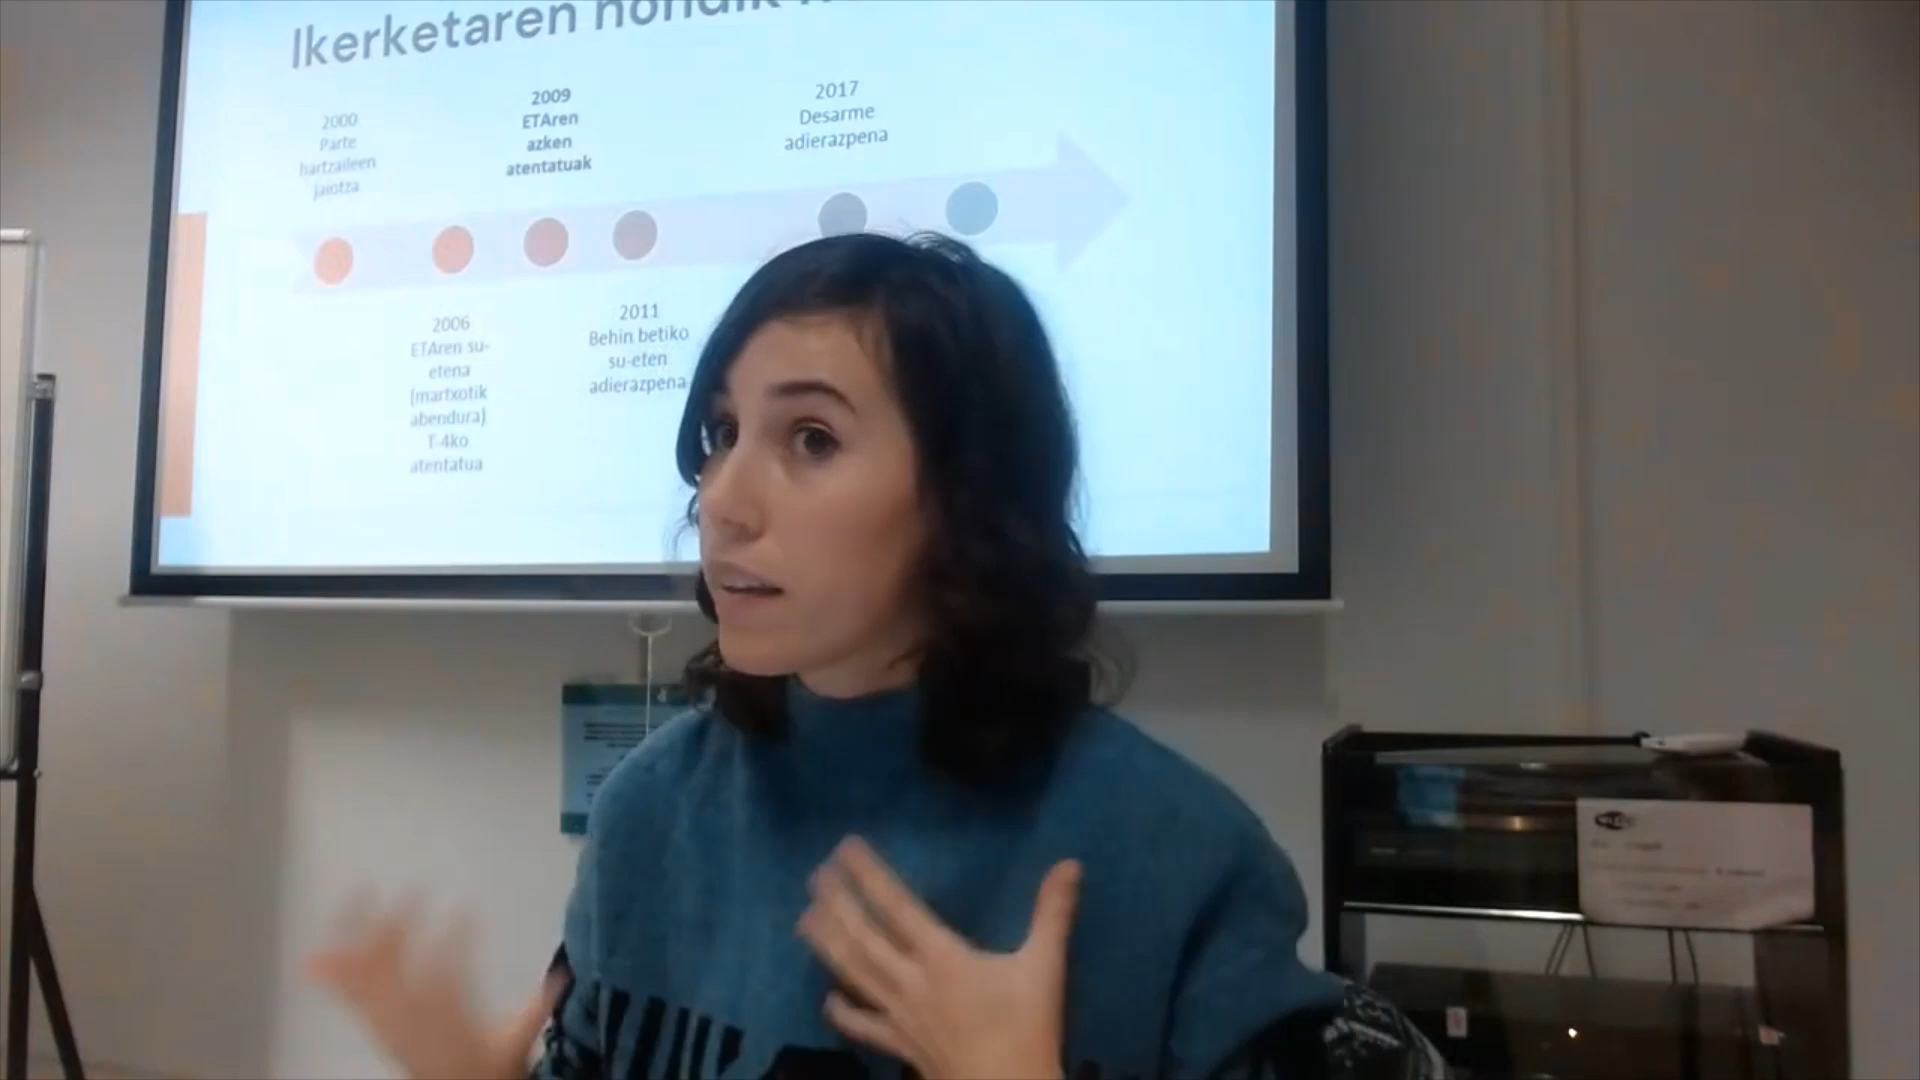 Ikerketaren nondik
2000
Parte
hartzaileen
jaiotza
2009
ETAren
azken
atentatuak
2017
Desarme
adierazpena
2006
ETAren su-
etena
(martxotik
abendura)
T-4ko
atentatua
2011
Behin betiko
su-eten
adierazpena